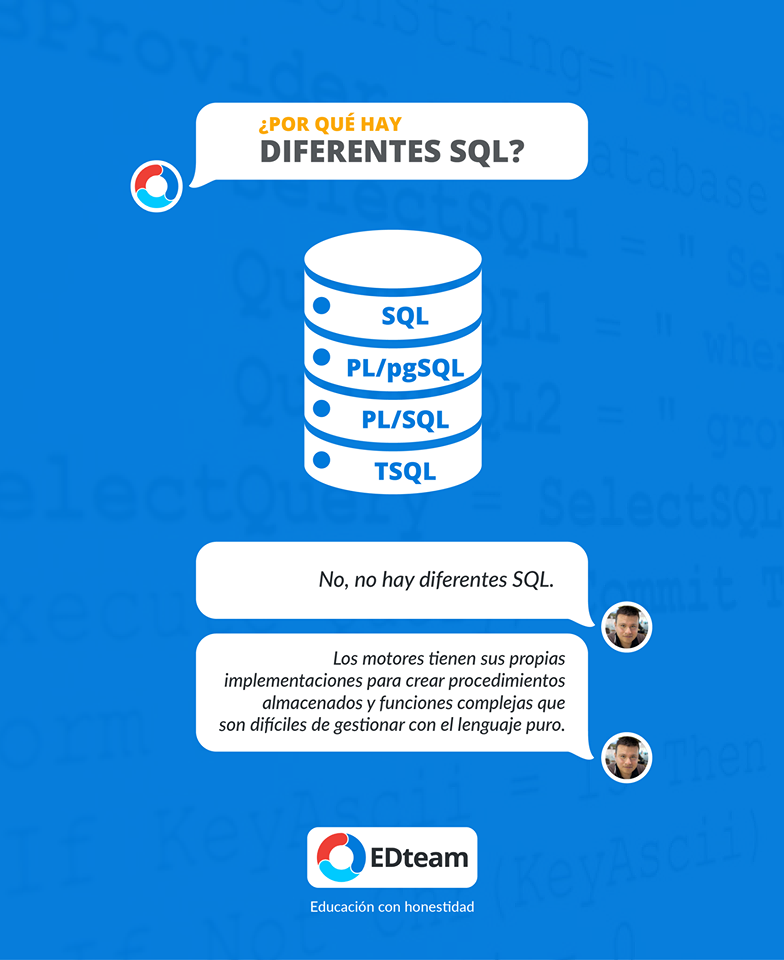 ¿POR QUÉ HAY
DIFERENTES SQL?
SQL
PL/pgSQL
PL/SQL
TSQL
No, no hay diferentes SQL.
Los motores tienen sus propias
implementaciones para crear procedimientos
almacenados y funciones complejas que
son difíciles de gestionar con el lenguaje puro.
EDteam
Educación con honestidad